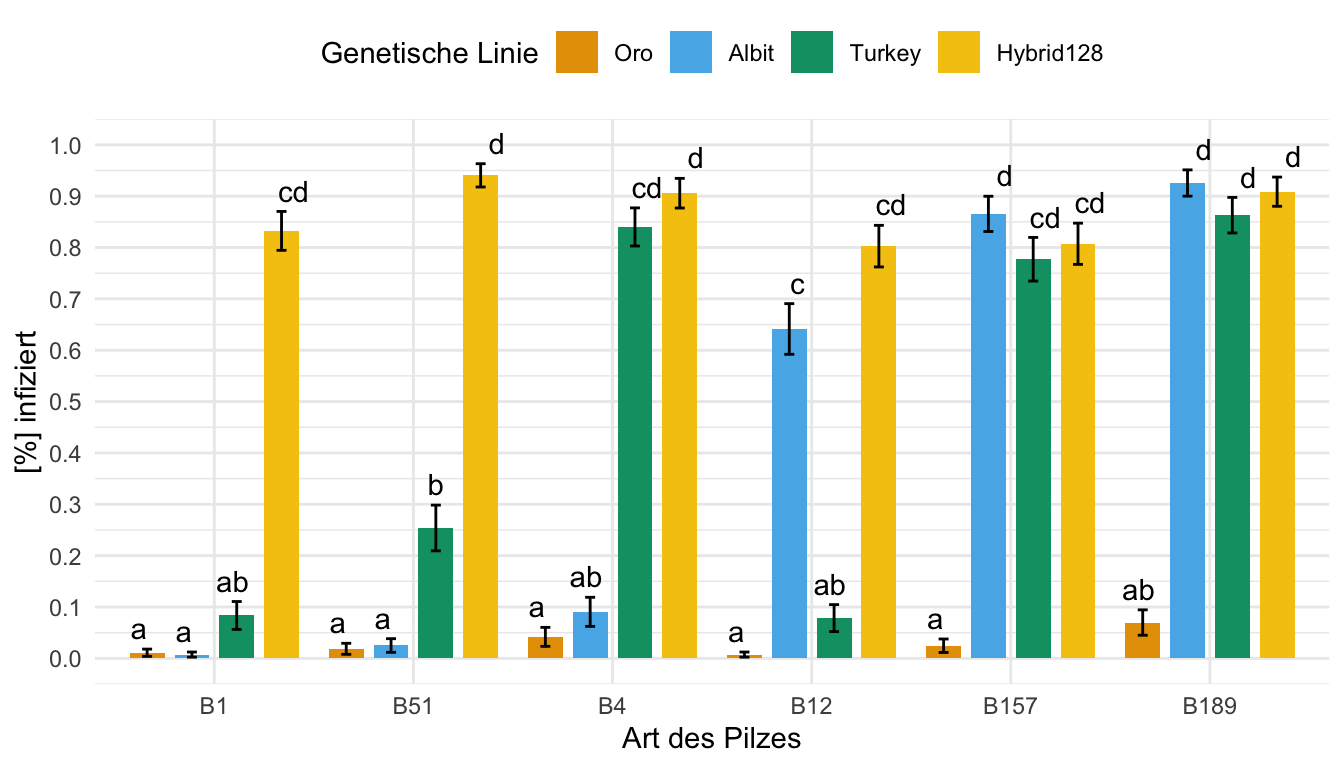 Genetische Linie Oro Albit Turkey Hybrid128
[%] infiziert
1.0
0.9
0.8
0.7
0.6
0.5
0.4
0.3
0.2
0.1
0.0
a a ab cd
a a b d
a ab cd d
a c ab cd
a d cd cd
ab d d d
B1 B51 B4 B12 B157 B189
Art des Pilzes